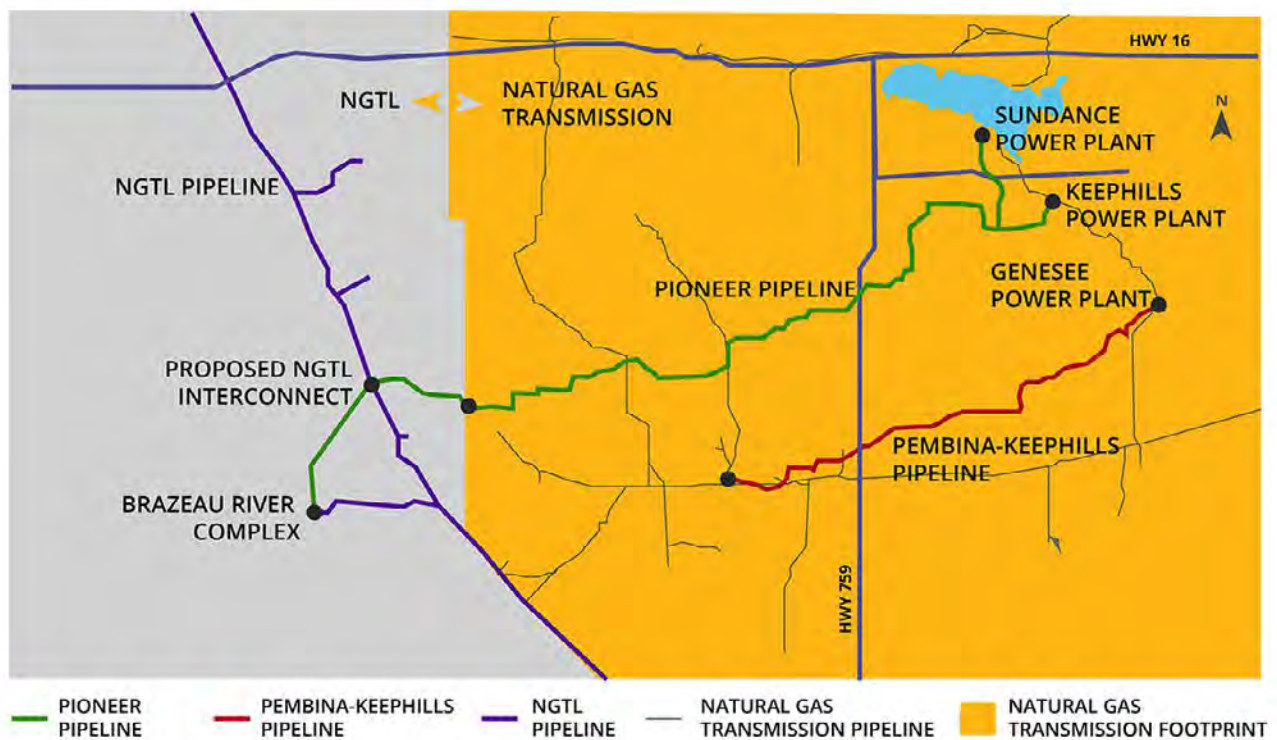 HWY 16
NGTL
NATURAL GAS
TRANSMISSION
N
SUNDANCE
POWER PLANT
NGTL PIPELINE
KEEPHILLS
POWER PLANT
PIONEER PIPELINE
GENESEE
POWER PLANT
PROPOSED NGTL
INTERCONNECT
PEMBINA-KEEPHILLS
PIPELINE
BRAZEAU RIVER
COMPLEX
HWY 759
PIONEER
PIPELINE
PEMBINA-KEEPHILLS
PIPELINE
NGTL
PIPELINE
NATURAL GAS
TRANSMISSION PIPELINE
NATURAL GAS
TRANSMISSION FOOTPRINT